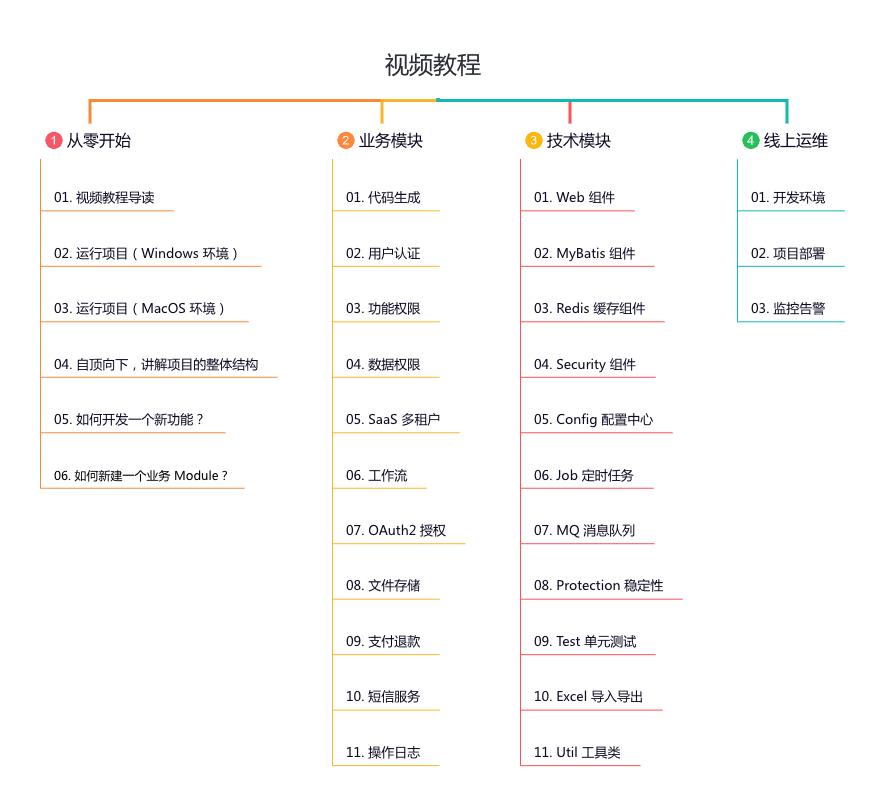 视频教程
1 从零开始
01. 视频教程导读
02. 运行项目（Windows 环境）
03. 运行项目（MacOS 环境）
04. 自顶向下，讲解项目的整体结构
05. 如何开发一个新功能？
06. 如何新建一个业务 Module？
2 业务模块
01. 代码生成
02. 用户认证
03. 功能权限
04. 数据权限
05. SaaS 多租户
06. 工作流
07. OAuth2 授权
08. 文件存储
09. 支付退款
10. 短信服务
11. 操作日志
3 技术模块
01. Web 组件
02. MyBatis 组件
03. Redis 缓存组件
04. Security 组件
05. Config 配置中心
06. Job 定时任务
07. MQ 消息队列
08. Protection 稳定性
09. Test 单元测试
10. Excel 导入导出
11. Util 工具类
4 线上运维
01. 开发环境
02. 项目部署
03. 监控告警